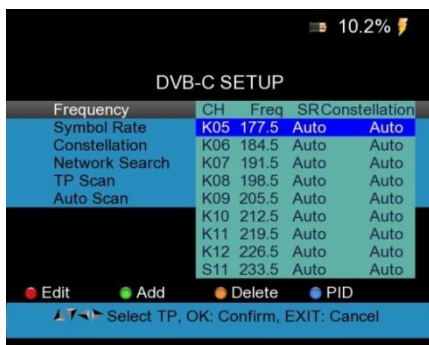 10.2%
DVB-C SETUP
Frequency CH Freq SR Constellation
Symbol Rate K05 177.5 Auto Auto
Constellation K06 184.5 Auto Auto
Network Search K07 191.5 Auto Auto
TP Scan K08 198.5 Auto Auto
Auto Scan K09 205.5 Auto Auto
K10 212.5 Auto Auto
K11 219.5 Auto Auto
K12 226.5 Auto Auto
S11 233.5 Auto Auto
Edit Add Delete PID
Select TP, OK: Confirm, EXIT: Cancel